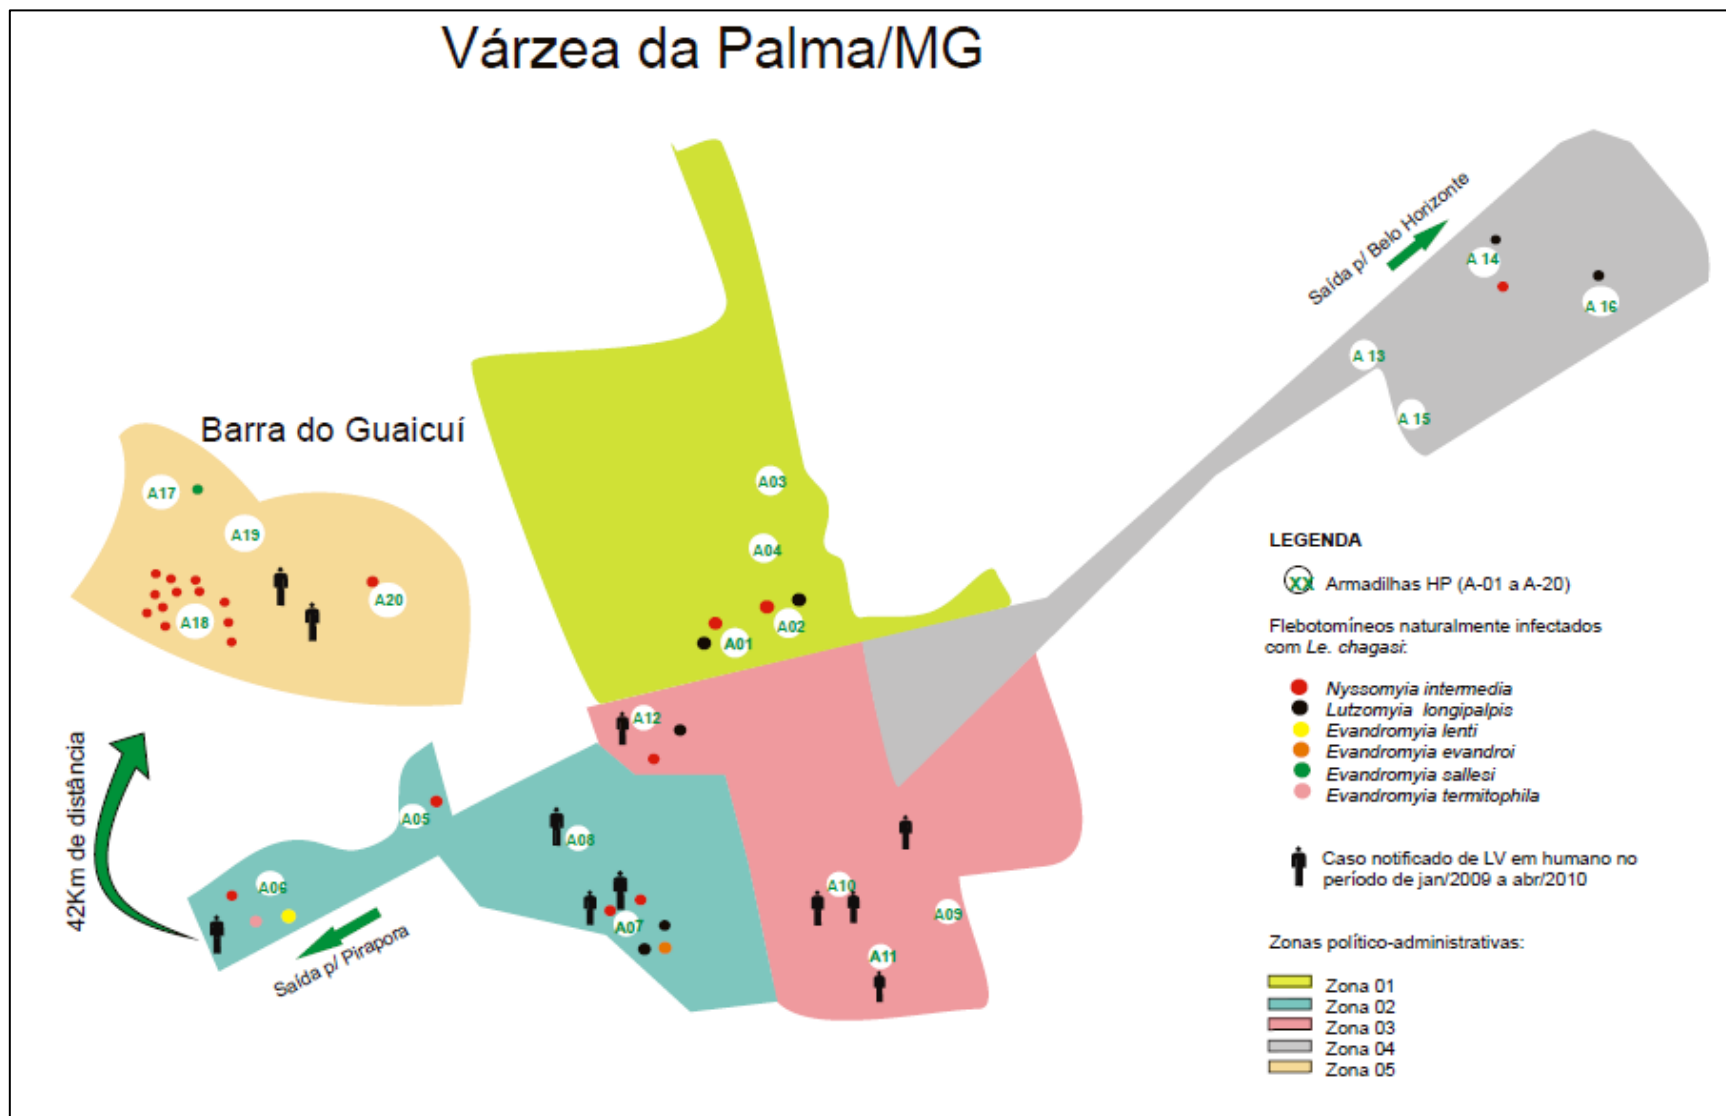 Várzea da Palma/MG
Saída p/ Belo Horizonte
A 14
A 16
A 13
A 15
Barra do Guaicuí
A17
A19
A18
A20
A03
A04
A02
A01
A12
42Km de distância
A05
A06
Saída p/ Pirapora
A08
A07
A10
A09
A11
LEGENDA
XX Armadilhas HP (A-01 a A-20)
Flebotomíneos naturalmente infectados
com Le. chagasi:
Nyssomyia intermedia
Lutzomyia longipalpis
Evandromyia lenti
Evandromyia evandroi
Evandromyia sallesi
Evandromyia termitophila
Caso notificado de LV em humano no
período de jan/2009 a abr/2010
Zonas político-administrativas:
Zona 01
Zona 02
Zona 03
Zona 04
Zona 05